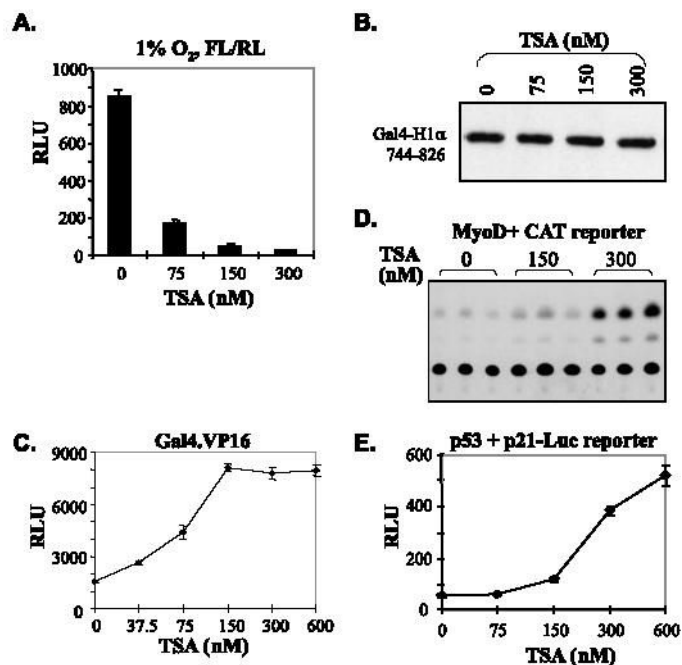 A.
1% O₂, FL/RL
RLU
1000
800
600
400
200
0
0 75 150 300
TSA (nM)
B.
TSA (nM)
0 75 150 300
Gal4-H1α
744-826
D.
MyoD+ CAT reporter
TSA
(nM)
0 150 300
C.
Gal4.VP16
RLU
9000
6000
3000
0
0 37.5 75 150 300 600
TSA (nM)
E.
p53 + p21-Luc reporter
RLU
600
400
200
0
0 75 150 300 600
TSA (nM)